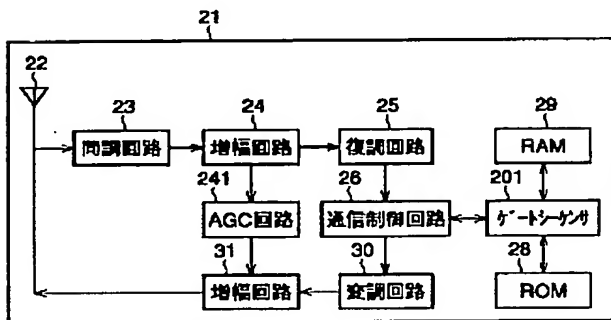 21
22
23
24
25
29
同調回路
増幅回路
復調回路
RAM
241
26
201
AGC回路
通信制御回路
ゲートシーケンサ
31
30
28
増幅回路
変調回路
ROM